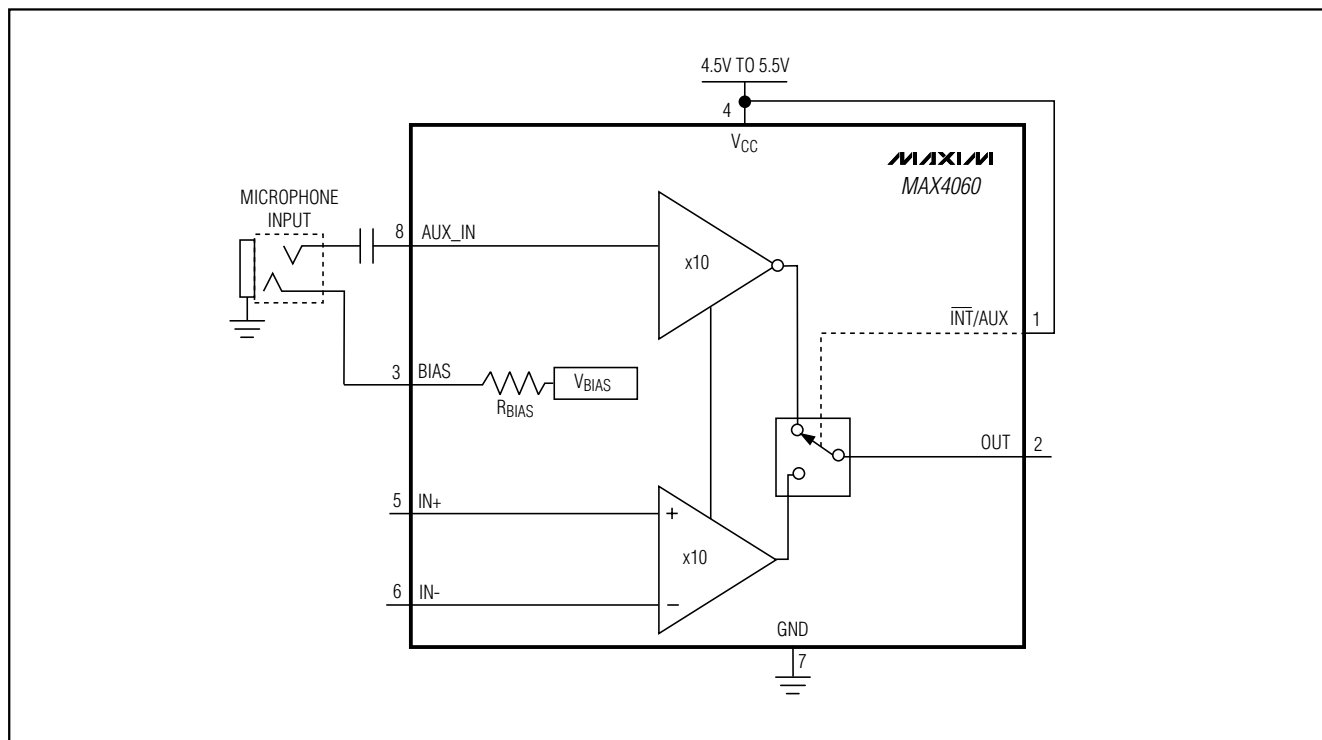 4.5V TO 5.5V
4
VCC
MAXIM
MAX4060
MICROPHONE
INPUT
8
AUX_IN
x10
INT/AUX
1
3
BIAS
VBIAS
RBIAS
OUT
2
5
IN+
+
x10
6
IN-
−
GND
7